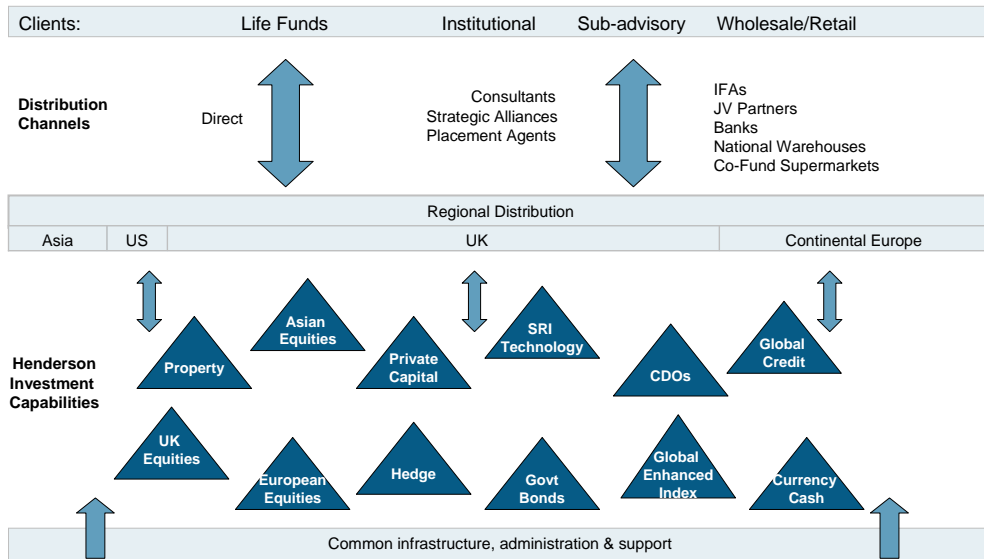 Clients:
Life Funds
Institutional
Sub-advisory
Wholesale/Retail
Distribution
Channels
Direct
Consultants
Strategic Alliances
Placement Agents
IFAs
JV Partners
Banks
National Warehouses
Co-Fund Supermarkets
Regional Distribution
Asia
US
UK
Continental Europe
Henderson
Investment
Capabilities
Property
Asian
Equities
Private
Capital
SRI
Technology
CDOs
Global
Credit
UK
Equities
European
Equities
Hedge
Govt
Bonds
Global
Enhanced
Index
Currency
Cash
Common infrastructure, administration & support